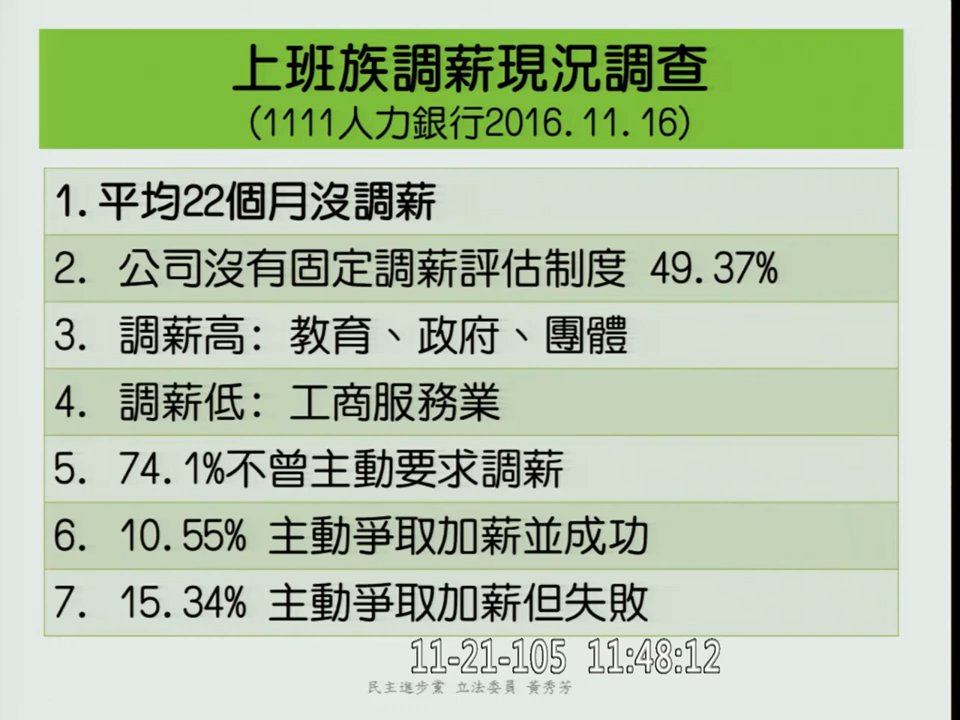 上班族調薪現況調查
(1111人力銀行2016.11.16)
1.平均22個月沒調薪
2. 公司沒有固定調薪評估制度 49.37%
3. 調薪高: 教育、政府、團體
4. 調薪低: 工商服務業
5. 74.1%不曾主動要求調薪
6. 10.55% 主動爭取加薪並成功
7. 15.34% 主動爭取加薪但失敗
11-21-105 11:48:12
民主進步黨 立法委員 黃秀芳